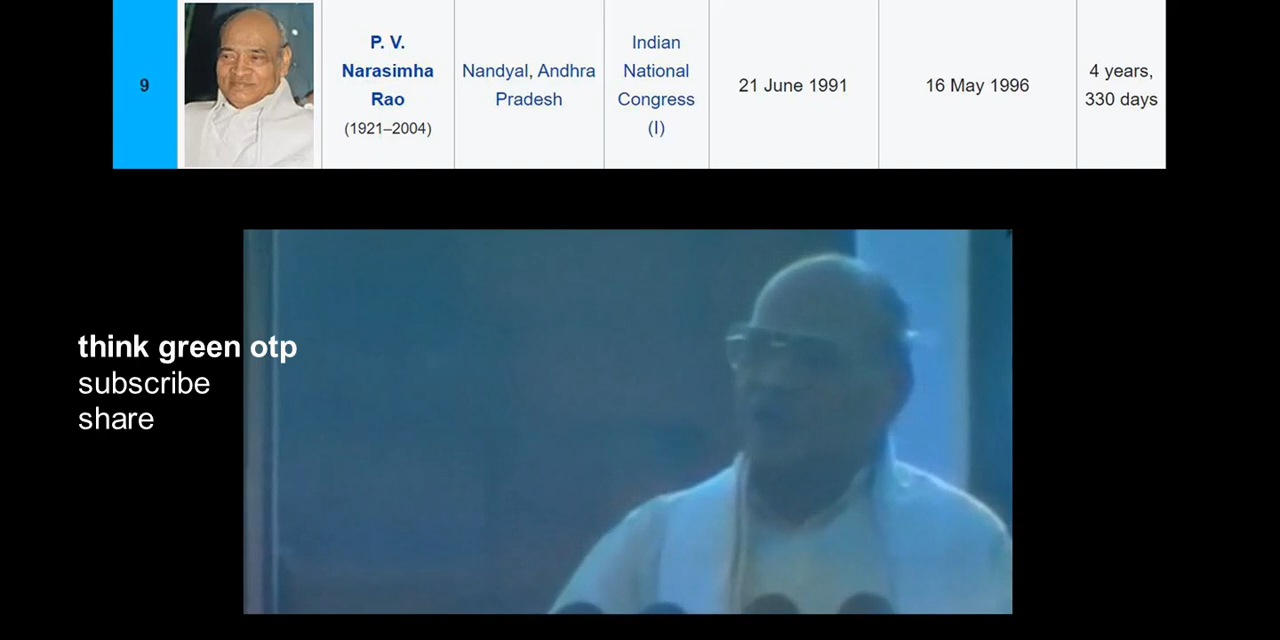 9
P. V.
Narasimha
Rao
(1921–2004)
Nandyal, Andhra
Pradesh
Indian
National
Congress
(I)
21 June 1991
16 May 1996
4 years,
330 days
think green otp
subscribe
share